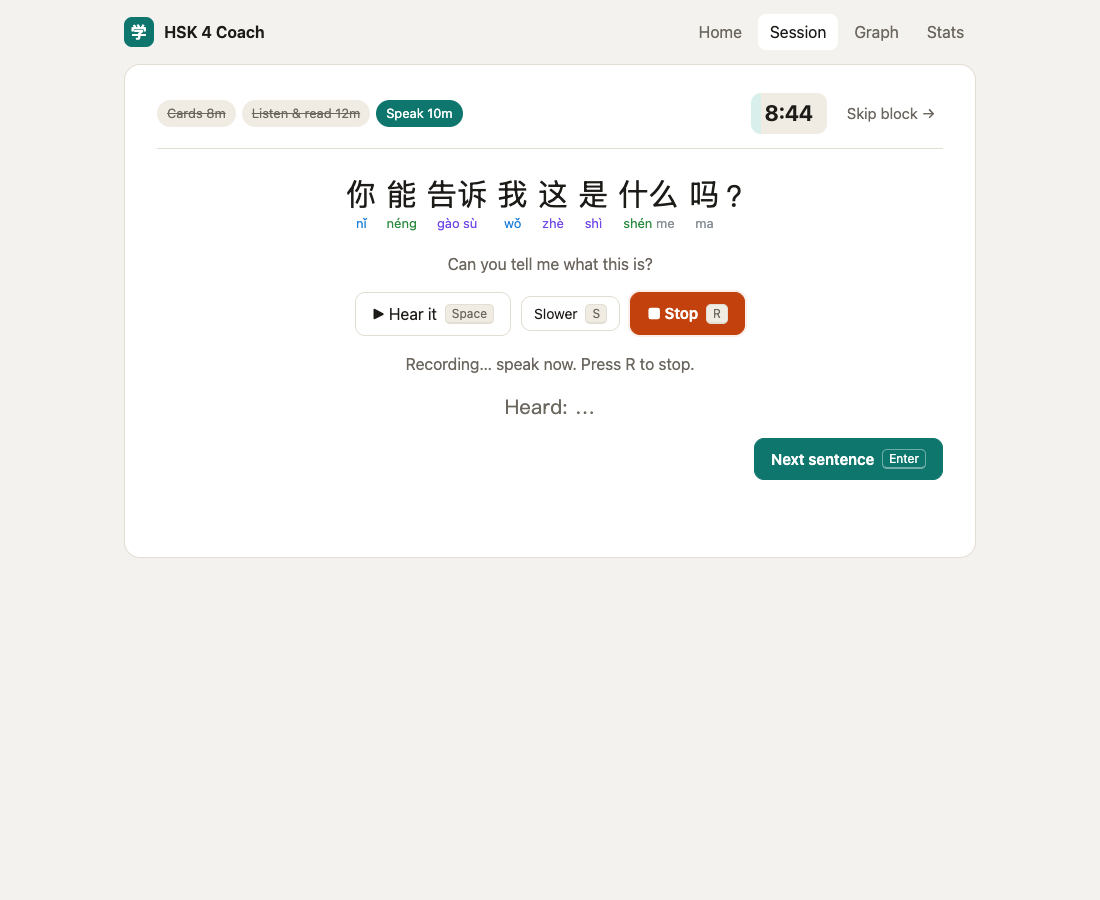 学 HSK 4 Coach Home Session Graph Stats
Cards 8m Listen & read 12m Speak 10m 8:44 Skip block →
你 能 告诉 我 这 是 什么 吗 ?
nǐ néng gào sù wǒ zhè shì shén me ma
Can you tell me what this is?
▶ Hear it Space Slower S ■ Stop R
Recording... speak now. Press R to stop.
Heard: ...
Next sentence Enter